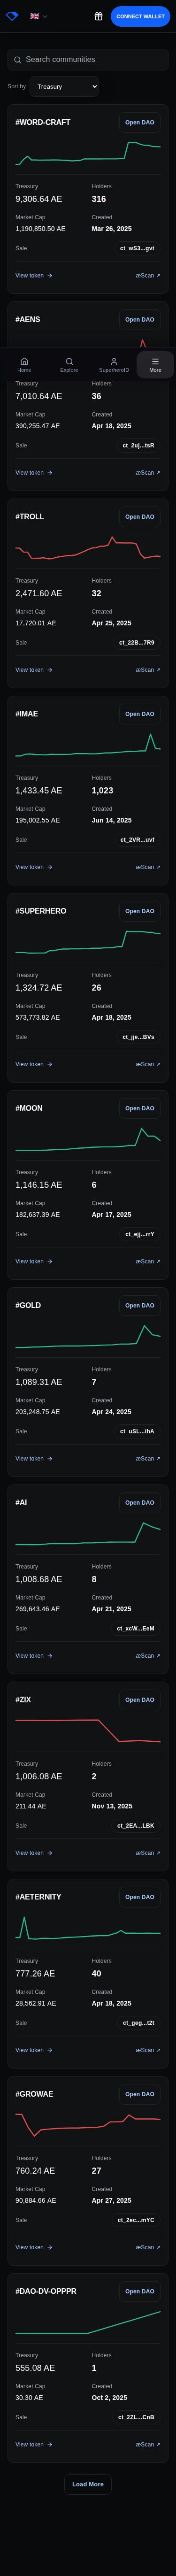 CONNECT WALLET
Search communities
Sort by Treasury
#WORD-CRAFT Open DAO
Treasury Holders
9,306.64 AE 316
Market Cap Created
1,190,850.50 AE Mar 26, 2025
Sale ct_wS3...gvt
View token → æScan ↗
#AENS Open DAO
Home Explore SuperheroID More
Treasury Holders
7,010.64 AE 36
Market Cap Created
390,255.47 AE Apr 18, 2025
Sale ct_2uj...tsR
View token → æScan ↗
#TROLL Open DAO
Treasury Holders
2,471.60 AE 32
Market Cap Created
17,720.01 AE Apr 25, 2025
Sale ct_22B...7R9
View token → æScan ↗
#IMAE Open DAO
Treasury Holders
1,433.45 AE 1,023
Market Cap Created
195,002.55 AE Jun 14, 2025
Sale ct_2VR...uvf
View token → æScan ↗
#SUPERHERO Open DAO
Treasury Holders
1,324.72 AE 26
Market Cap Created
573,773.82 AE Apr 18, 2025
Sale ct_jje...BVs
View token → æScan ↗
#MOON Open DAO
Treasury Holders
1,146.15 AE 6
Market Cap Created
182,637.39 AE Apr 17, 2025
Sale ct_ejj...rrY
View token → æScan ↗
#GOLD Open DAO
Treasury Holders
1,089.31 AE 7
Market Cap Created
203,248.75 AE Apr 24, 2025
Sale ct_uSL...ihA
View token → æScan ↗
#AI Open DAO
Treasury Holders
1,008.68 AE 8
Market Cap Created
269,643.46 AE Apr 21, 2025
Sale ct_xcW...EeM
View token → æScan ↗
#ZIX Open DAO
Treasury Holders
1,006.08 AE 2
Market Cap Created
211.44 AE Nov 13, 2025
Sale ct_2EA...LBK
View token → æScan ↗
#AETERNITY Open DAO
Treasury Holders
777.26 AE 40
Market Cap Created
28,562.91 AE Apr 18, 2025
Sale ct_geg...t2t
View token → æScan ↗
#GROWAE Open DAO
Treasury Holders
760.24 AE 27
Market Cap Created
90,884.66 AE Apr 27, 2025
Sale ct_2ec...mYC
View token → æScan ↗
#DAO-DV-OPPPR Open DAO
Treasury Holders
555.08 AE 1
Market Cap Created
30.30 AE Oct 2, 2025
Sale ct_2ZL...CnB
View token → æScan ↗
Load More